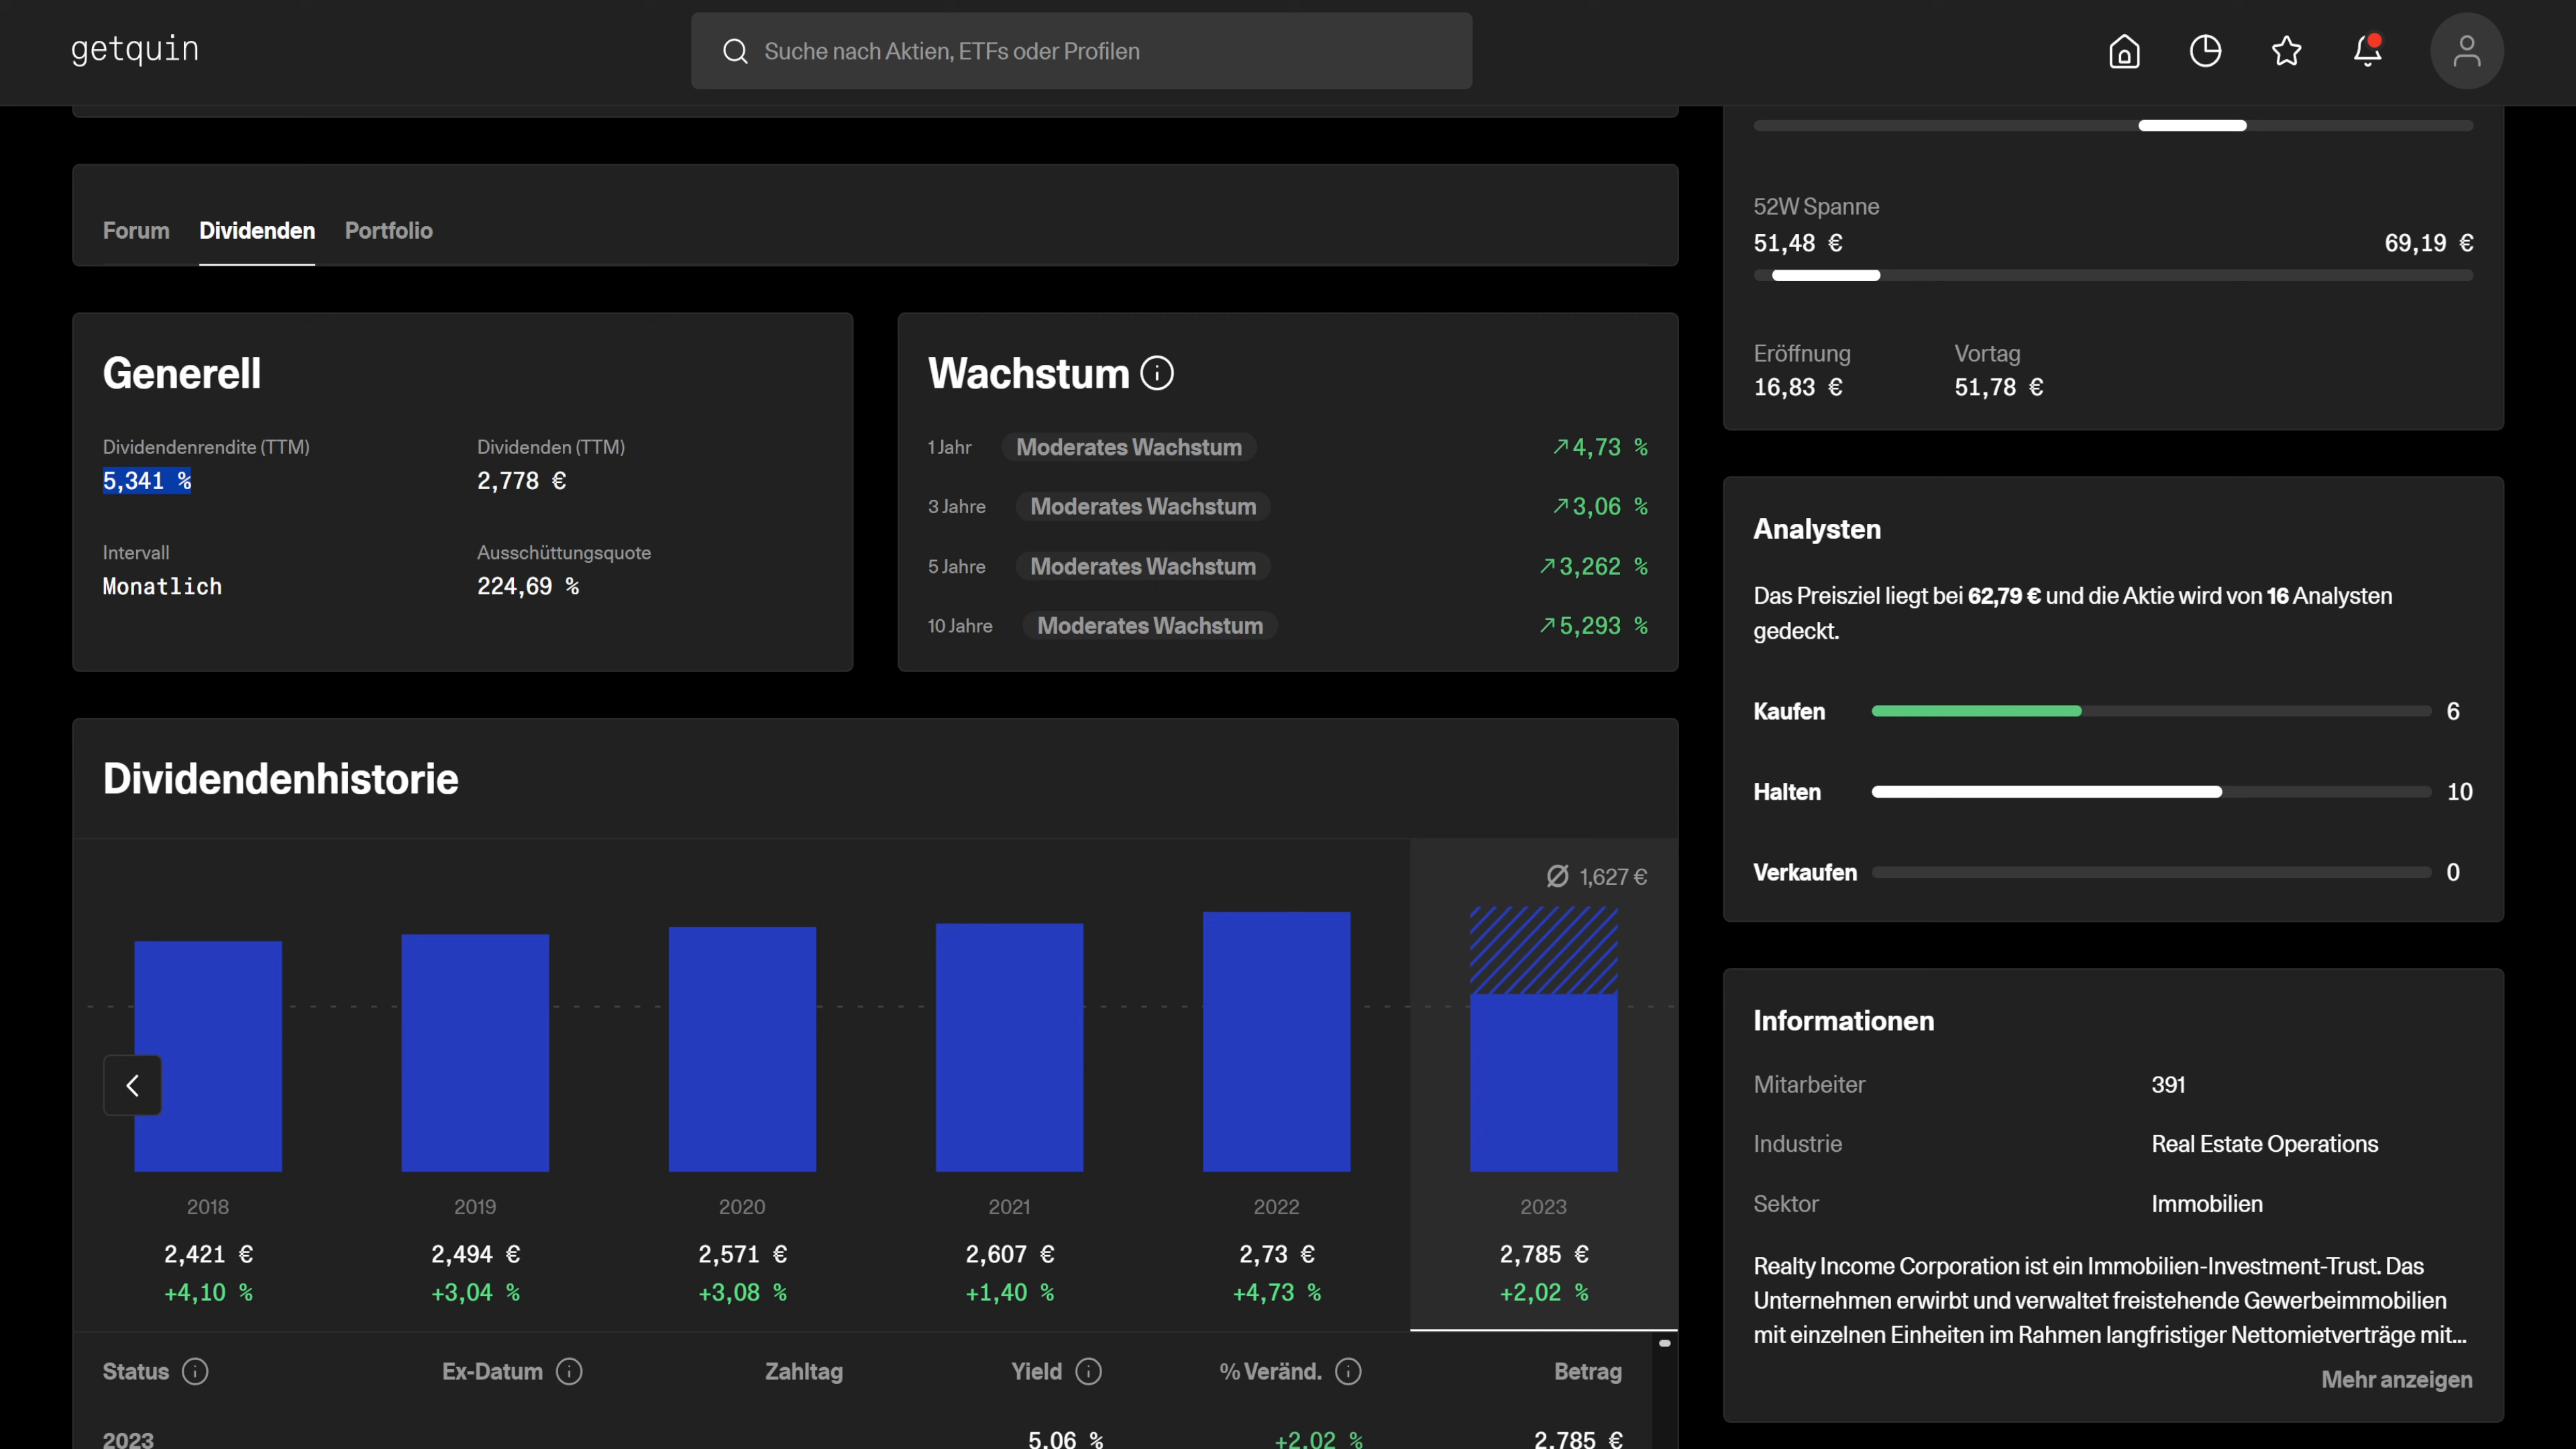 getquin
Suche nach Aktien, ETFs oder Profilen
Forum Dividenden Portfolio
Generell
Dividendenrendite (TTM) Dividenden (TTM)
5,341 % 2,778 €
Intervall Ausschüttungsquote
Monatlich 224,69 %
Wachstum
1 Jahr Moderates Wachstum 4,73 %
3 Jahre Moderates Wachstum 3,06 %
5 Jahre Moderates Wachstum 3,262 %
10 Jahre Moderates Wachstum 5,293 %
Dividendenhistorie
Ø 1,627 €
2018 2019 2020 2021 2022 2023
2,421 € 2,494 € 2,571 € 2,607 € 2,73 € 2,785 €
+4,10 % +3,04 % +3,08 % +1,40 % +4,73 % +2,02 %
Status Ex-Datum Zahltag Yield % Veränd. Betrag
2023 5,06 % +2,02 % 2,785 €
52W Spanne
51,48 € 69,19 €
Eröffnung Vortag
16,83 € 51,78 €
Analysten
Das Preisziel liegt bei 62,79 € und die Aktie wird von 16 Analysten
gedeckt.
Kaufen 6
Halten 10
Verkaufen 0
Informationen
Mitarbeiter 391
Industrie Real Estate Operations
Sektor Immobilien
Realty Income Corporation ist ein Immobilien-Investment-Trust. Das
Unternehmen erwirbt und verwaltet freistehende Gewerbeimmobilien
mit einzelnen Einheiten im Rahmen langfristiger Nettomietverträge mit...
Mehr anzeigen